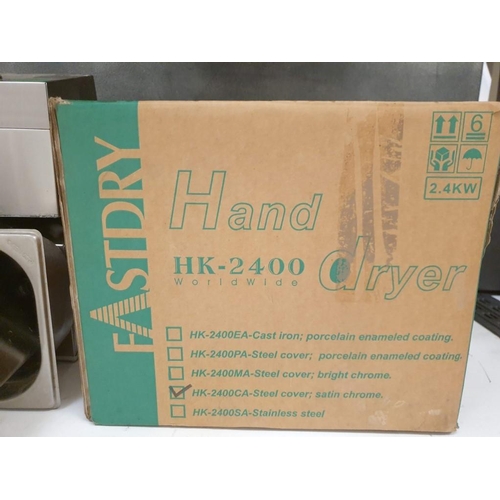 FASTDRY
Hand
dryer
HK-2400
WorldWide
6
2.4KW
HK-2400EA-Cast iron; porcelain enameled coating.
HK-2400PA-Steel cover; porcelain enameled coating.
HK-2400MA-Steel cover; bright chrome.
HK-2400CA-Steel cover; satin chrome.
HK-2400SA-Stainless steel